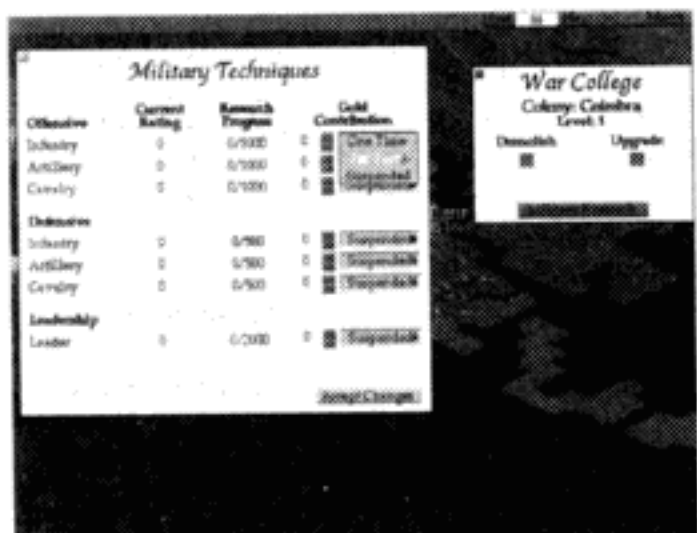 Military Techniques
Current Research Gold
Offensive Rating Progress Contribution
Infantry 0 0/1000 0 One Time
Artillery 0 0/1000 0
Cavalry 0 0/1000 0 Suspended
Defensive
Infantry 0 0/500 0 Suspended
Artillery 0 0/500 0 Suspended
Cavalry 0 0/500 0 Suspended
Leadership
Leader 0 0/2000 0 Suspended
Accept Changes
War College
Colony: Coimbra
Level: 1
Demolish Upgrade